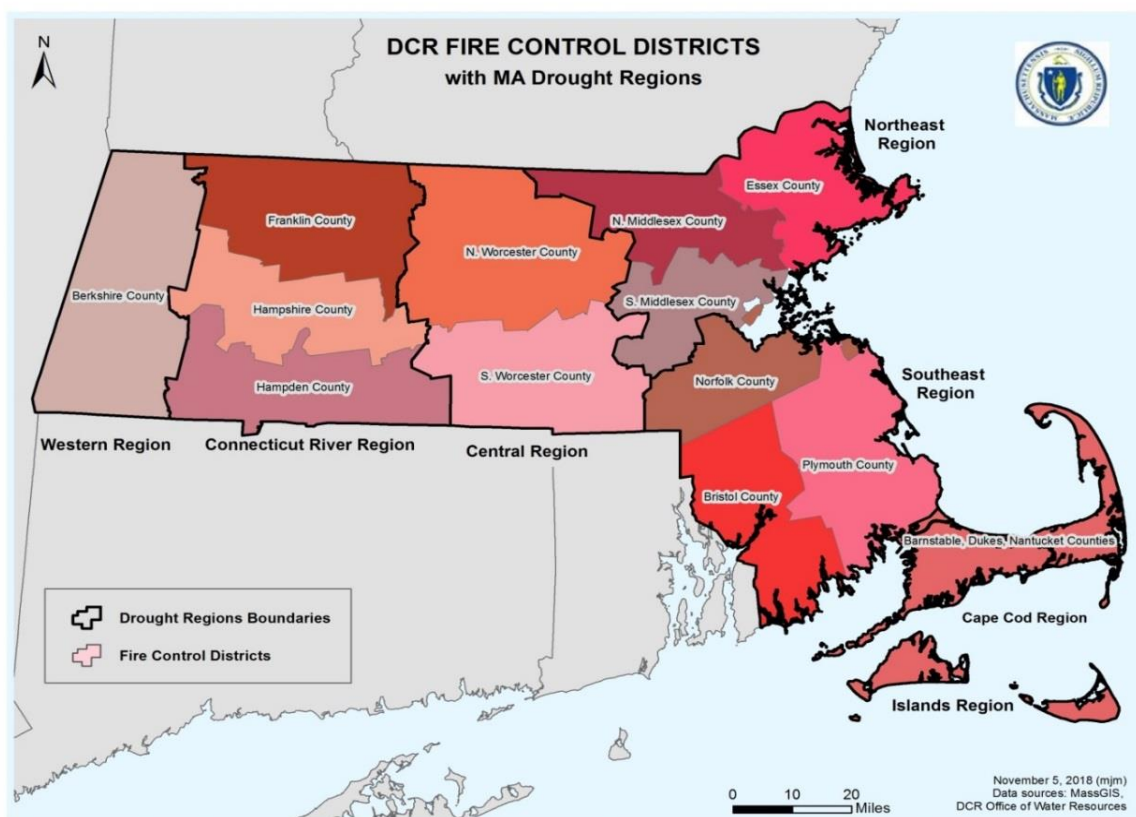 N
DCR FIRE CONTROL DISTRICTS
with MA Drought Regions
Northeast
Region
Essex County
Franklin County
N. Middlesex County
N. Worcester County
Berkshire County
Hampshire County
S. Middlesex County
Hampden County
S. Worcester County
Norfolk County
Southeast
Region
Western Region
Connecticut River Region
Central Region
Plymouth County
Bristol County
Barnstable, Dukes, Nantucket Counties
Cape Cod Region
Islands Region
Drought Regions Boundaries
Fire Control Districts
0 10 20
Miles
November 5, 2018 (mjm)
Data sources: MassGIS,
DCR Office of Water Resources